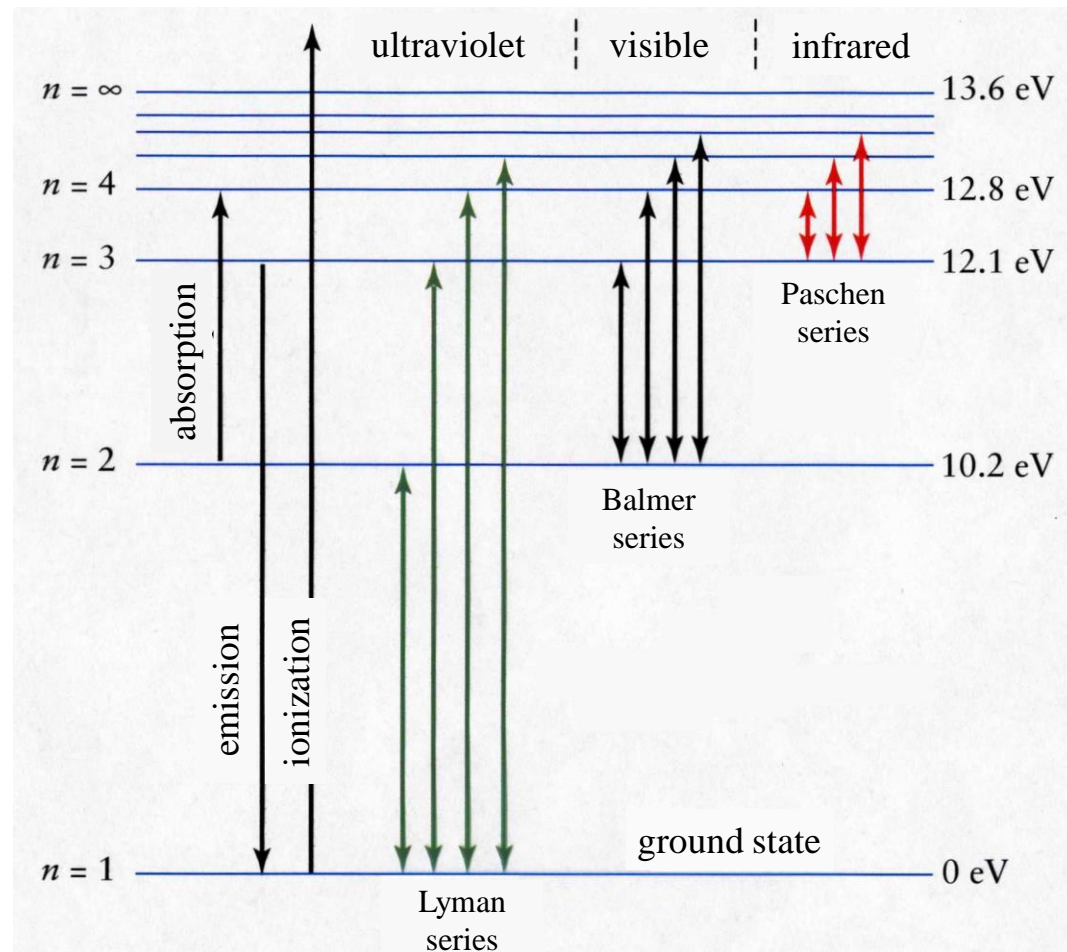 ultraviolet
visible
infrared
n = ∞
13.6 eV
n = 4
12.8 eV
n = 3
12.1 eV
absorption
Paschen
series
n = 2
10.2 eV
Balmer
series
emission
ionization
ground state
n = 1
0 eV
Lyman
series